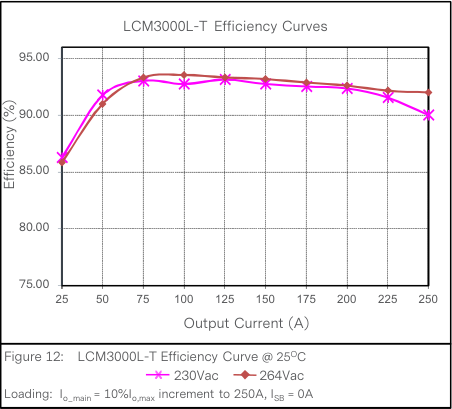 LCM3000L-T Efficiency Curves
95.00
90.00
85.00
80.00
75.00
Efficiency (%)
25 50 75 100 125 150 175 200 225 250
Output Current (A)
Figure 12: LCM3000L-T Efficiency Curve @ 25°C
230Vac 264Vac
Loading: Io_main = 10%Io,max increment to 250A, ISB = 0A